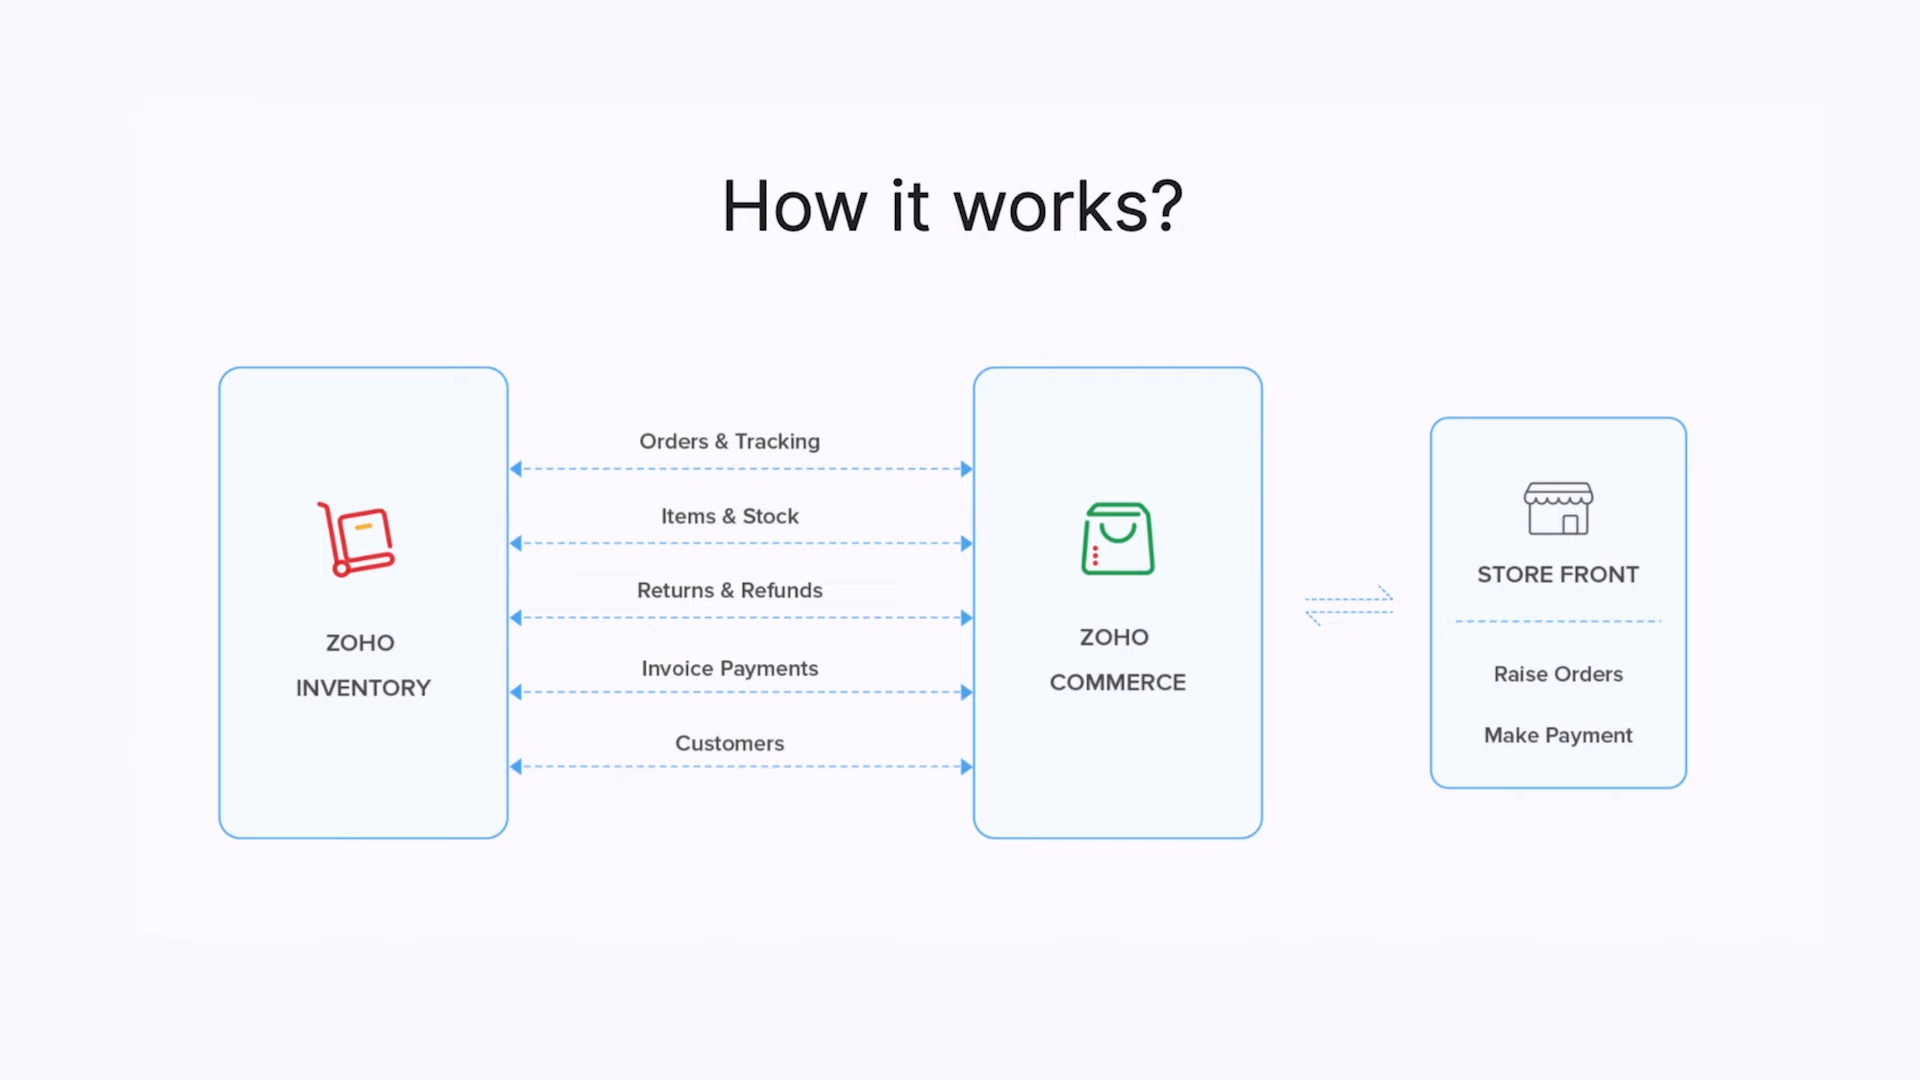 How it works?
ZOHO
INVENTORY
Orders & Tracking
Items & Stock
Returns & Refunds
Invoice Payments
Customers
ZOHO
COMMERCE
STORE FRONT
Raise Orders
Make Payment